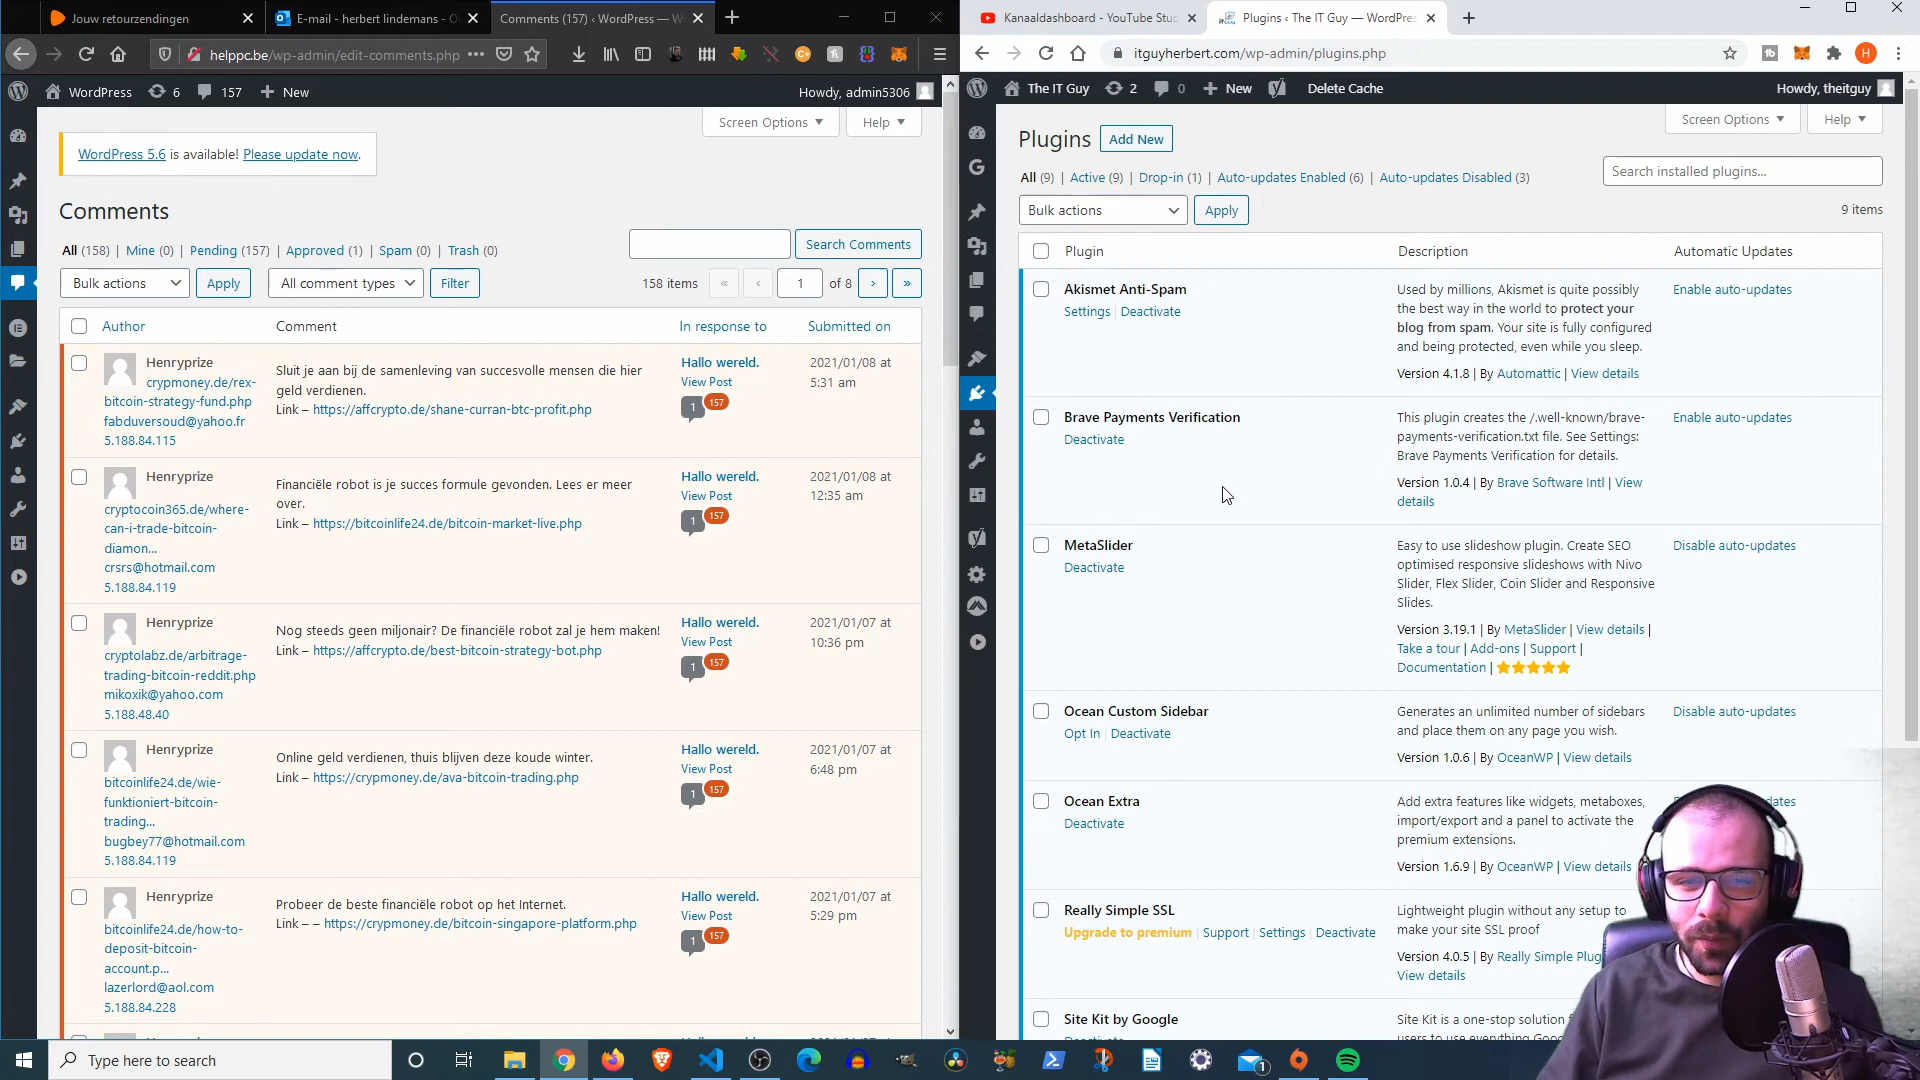 Jouw retourzendingen
E-mail - herbert lindemans - O
Comments (157) ‹ WordPress — W
helppc.be/wp-admin/edit-comments.php
WordPress
6
157
New
Howdy, admin5306
Screen Options
Help
WordPress 5.6 is available! Please update now.
Comments
All (158) | Mine (0) | Pending (157) | Approved (1) | Spam (0) | Trash (0)
Search Comments
Bulk actions
Apply
All comment types
Filter
158 items
«
‹
1
of 8
›
»
Author
Comment
In response to
Submitted on
Henryprize
crypmoney.de/rex-
bitcoin-strategy-fund.php
fabduversoud@yahoo.fr
5.188.84.115
Sluit je aan bij de samenleving van succesvolle mensen die hier
geld verdienen.
Link – https://affcrypto.de/shane-curran-btc-profit.php
Hallo wereld.
View Post
1
157
2021/01/08 at
5:31 am
Henryprize
cryptocoin365.de/where-
can-i-trade-bitcoin-
diamon...
crsrs@hotmail.com
5.188.84.119
Financiële robot is je succes formule gevonden. Lees er meer
over.
Link – https://bitcoinlife24.de/bitcoin-market-live.php
Hallo wereld.
View Post
1
157
2021/01/08 at
12:35 am
Henryprize
cryptolabz.de/arbitrage-
trading-bitcoin-reddit.php
mikoxik@yahoo.com
5.188.48.40
Nog steeds geen miljonair? De financiële robot zal je hem maken!
Link – https://affcrypto.de/best-bitcoin-strategy-bot.php
Hallo wereld.
View Post
1
157
2021/01/07 at
10:36 pm
Henryprize
bitcoinlife24.de/wie-
funktioniert-bitcoin-
trading...
bugbey77@hotmail.com
5.188.84.119
Online geld verdienen, thuis blijven deze koude winter.
Link – https://crypmoney.de/ava-bitcoin-trading.php
Hallo wereld.
View Post
1
157
2021/01/07 at
6:48 pm
Henryprize
bitcoinlife24.de/how-to-
deposit-bitcoin-
account.p...
lazerlord@aol.com
5.188.84.228
Probeer de beste financiële robot op het Internet.
Link – – https://crypmoney.de/bitcoin-singapore-platform.php
Hallo wereld.
View Post
1
157
2021/01/07 at
5:29 pm
Kanaaldashboard - YouTube Stu
Plugins ‹ The IT Guy — WordPres
itguyherbert.com/wp-admin/plugins.php
H
The IT Guy
2
0
New
Delete Cache
Howdy, theitguy
Screen Options
Help
Plugins
Add New
All (9) | Active (9) | Drop-in (1) | Auto-updates Enabled (6) | Auto-updates Disabled (3)
Search installed plugins...
Bulk actions
Apply
9 items
Plugin
Description
Automatic Updates
Akismet Anti-Spam
Settings | Deactivate
Used by millions, Akismet is quite possibly
the best way in the world to protect your
blog from spam. Your site is fully configured
and being protected, even while you sleep.
Version 4.1.8 | By Automattic | View details
Enable auto-updates
Brave Payments Verification
Deactivate
This plugin creates the /.well-known/brave-
payments-verification.txt file. See Settings:
Brave Payments Verification for details.
Version 1.0.4 | By Brave Software Intl | View
details
Enable auto-updates
MetaSlider
Deactivate
Easy to use slideshow plugin. Create SEO
optimised responsive slideshows with Nivo
Slider, Flex Slider, Coin Slider and Responsive
Slides.
Version 3.19.1 | By MetaSlider | View details |
Take a tour | Add-ons | Support |
Documentation |
Disable auto-updates
Ocean Custom Sidebar
Opt In | Deactivate
Generates an unlimited number of sidebars
and place them on any page you wish.
Version 1.0.6 | By OceanWP | View details
Disable auto-updates
Ocean Extra
Deactivate
Add extra features like widgets, metaboxes,
import/export and a panel to activate the
premium extensions.
Version 1.6.9 | By OceanWP | View details
Really Simple SSL
Upgrade to premium | Support | Settings | Deactivate
Lightweight plugin without any setup to
make your site SSL proof
Version 4.0.5 | By Really Simple Plug
View details
Site Kit by Google
Site Kit is a one-stop solution
Type here to search
1